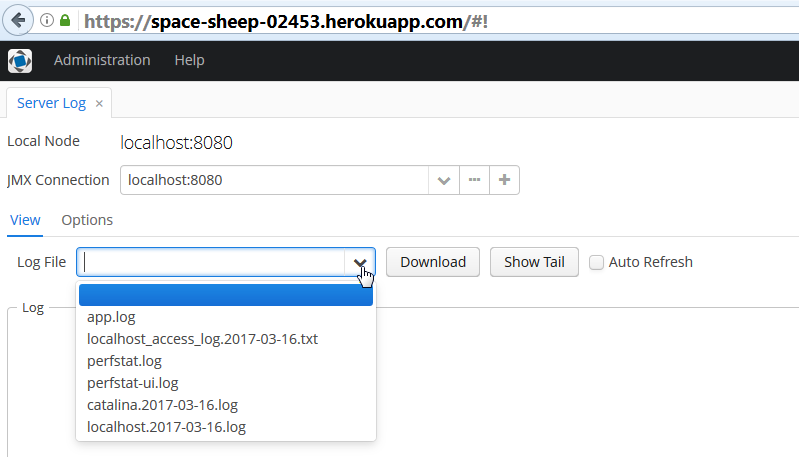 https://space-sheep-02453.herokuapp.com/#!
Administration Help
Server Log ×
Local Node localhost:8080
JMX Connection localhost:8080
View Options
Log File Download Show Tail Auto Refresh
Log
app.log
localhost_access_log.2017-03-16.txt
perfstat.log
perfstat-ui.log
catalina.2017-03-16.log
localhost.2017-03-16.log